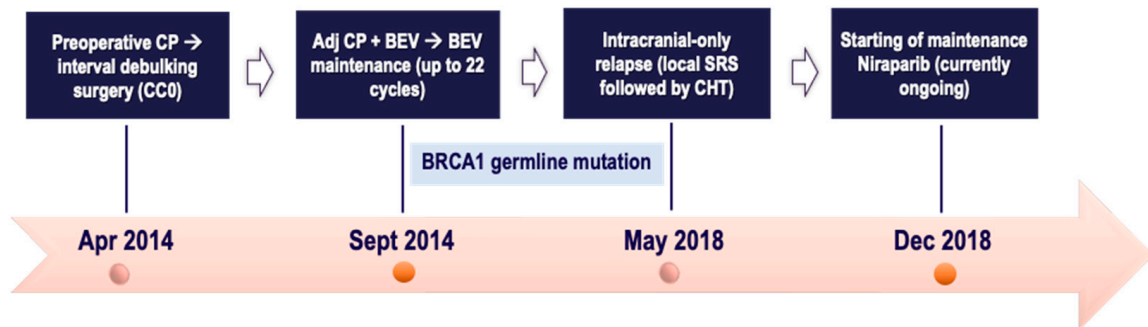 Preoperative CP →
interval debulking
surgery (CC0)
Adj CP + BEV → BEV
maintenance (up to 22
cycles)
Intracranial-only
relapse (local SRS
followed by CHT)
Starting of maintenance
Niraparib (currently
ongoing)
BRCA1 germline mutation
Apr 2014
Sept 2014
May 2018
Dec 2018